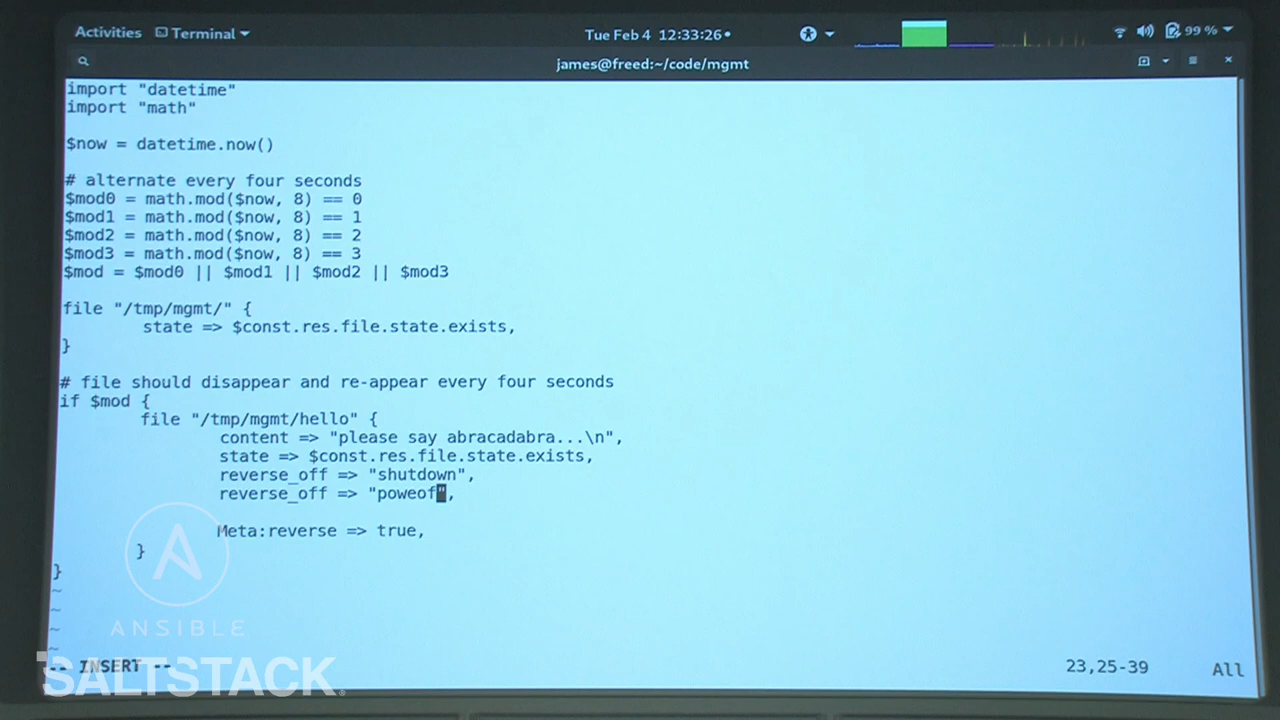 Activities Terminal Tue Feb 4 12:33:26 99 %
james@freed:~/code/mgmt
import "datetime"
import "math"
$now = datetime.now()
# alternate every four seconds
$mod0 = math.mod($now, 8) == 0
$mod1 = math.mod($now, 8) == 1
$mod2 = math.mod($now, 8) == 2
$mod3 = math.mod($now, 8) == 3
$mod = $mod0 || $mod1 || $mod2 || $mod3
file "/tmp/mgmt/" {
state => $const.res.file.state.exists,
}
# file should disappear and re-appear every four seconds
if $mod {
file "/tmp/mgmt/hello" {
content => "please say abracadabra...\n",
state => $const.res.file.state.exists,
reverse_off => "shutdown",
reverse_off => "poweof",
Meta:reverse => true,
}
}
~
~
~
~
ANSIBLE
-- INSERT -- 23,25-39 All
SALTSTACK